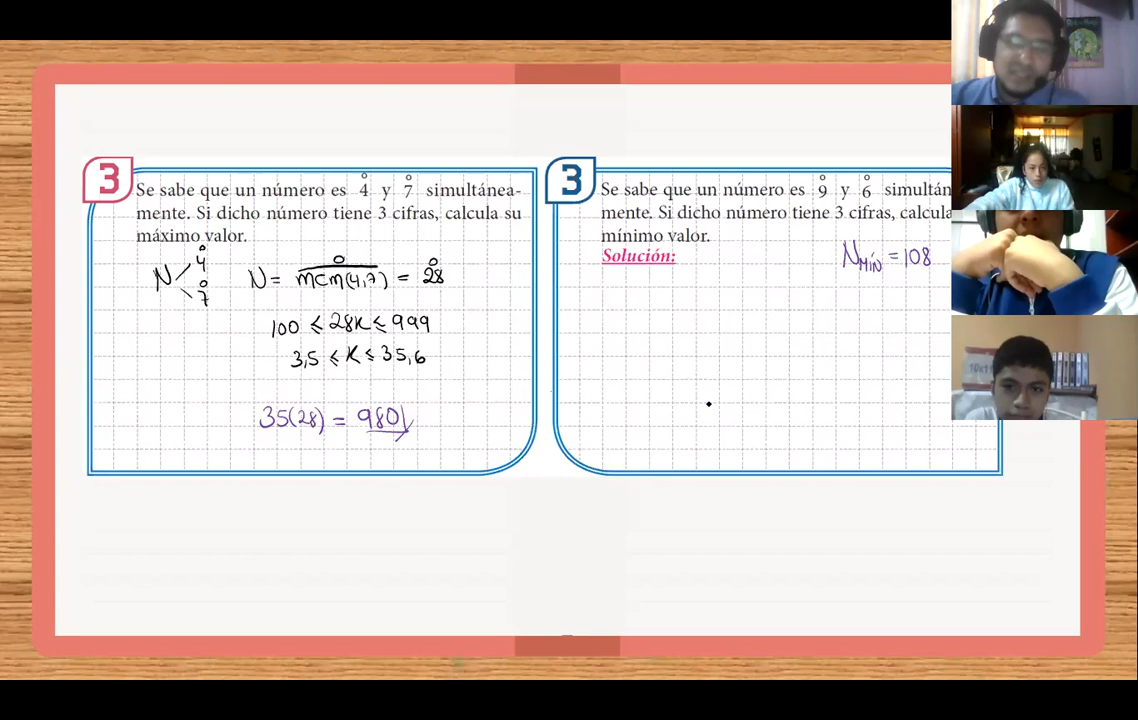 3
Se sabe que un número es 4̊ y 7̊ simultánea-
mente. Si dicho número tiene 3 cifras, calcula su
máximo valor.
N 4̊
7̊
N = mcm(4,7)̊ = 28̊
100 ≤ 28K ≤ 999
3,5 ≤ K ≤ 35,6
35(28) = 980//
3
Se sabe que un número es 9̊ y 6̊ simultán
mente. Si dicho número tiene 3 cifras, calcula
mínimo valor.
Solución:
N MÍN = 108